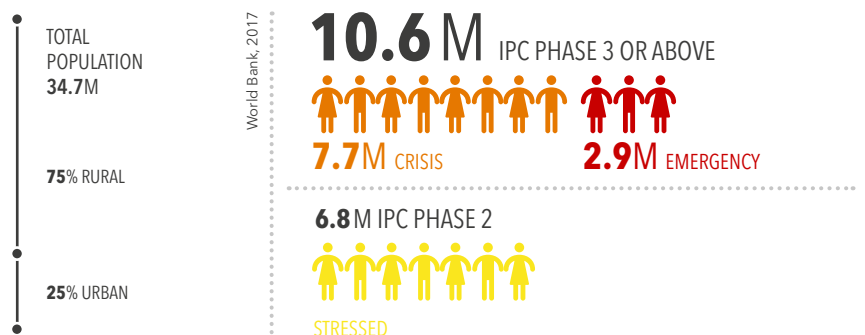 TOTAL
POPULATION
34.7M
75% RURAL
25% URBAN
World Bank, 2017
10.6 M IPC PHASE 3 OR ABOVE
7.7M CRISIS
2.9M EMERGENCY
6.8M IPC PHASE 2
STRESSED